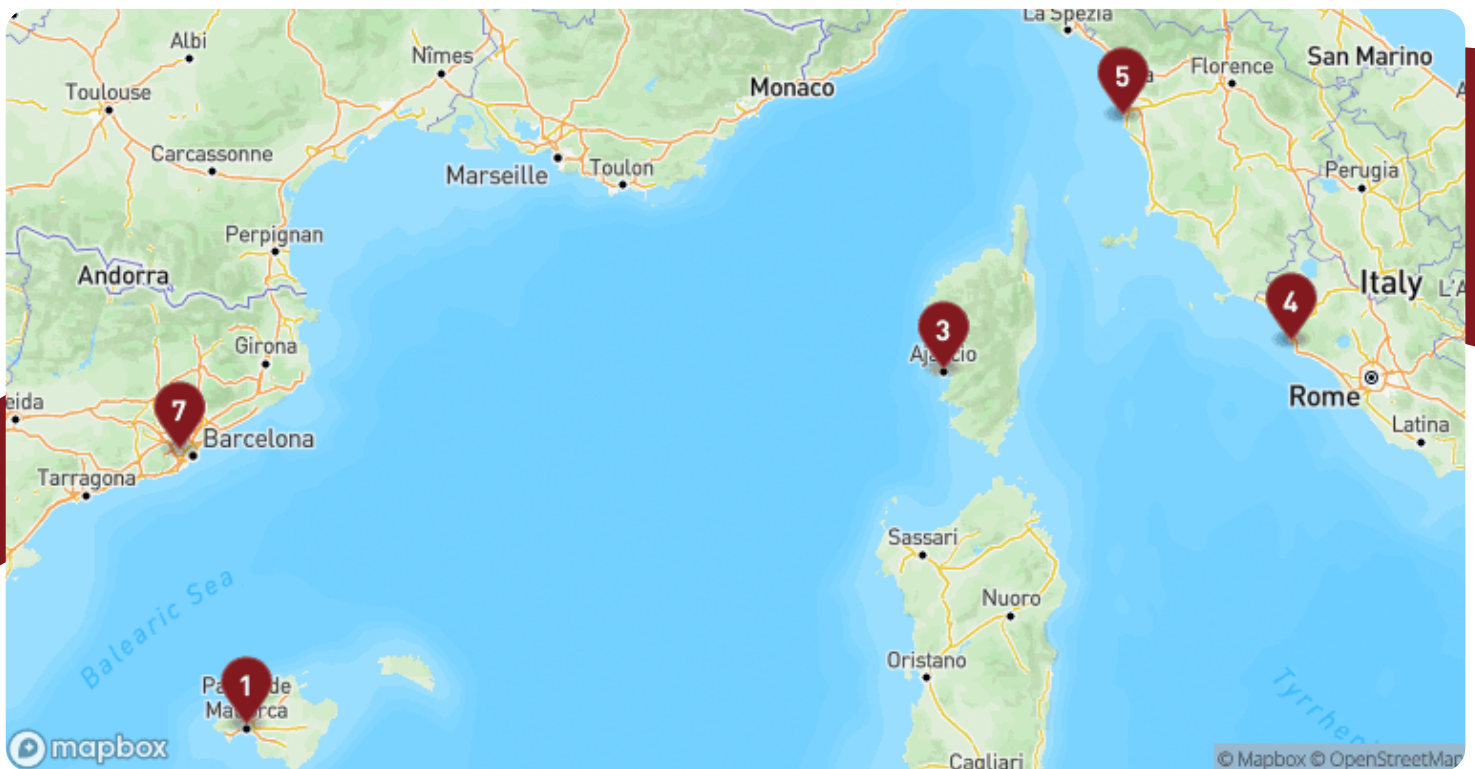 La Spezia
Albi
Nîmes
San Marino
5
Florence
Toulouse
Monaco
Carcassonne
Toulon
Marseille
Perugia
Perpignan
Andorra
Italy
L'A
4
3
Girona
Rome
7
Barcelona
Latina
Tarragona
Sassari
Balearic Sea
Nuoro
Oristano
1
mapbox
Cagliari
© Mapbox © OpenStreetMap